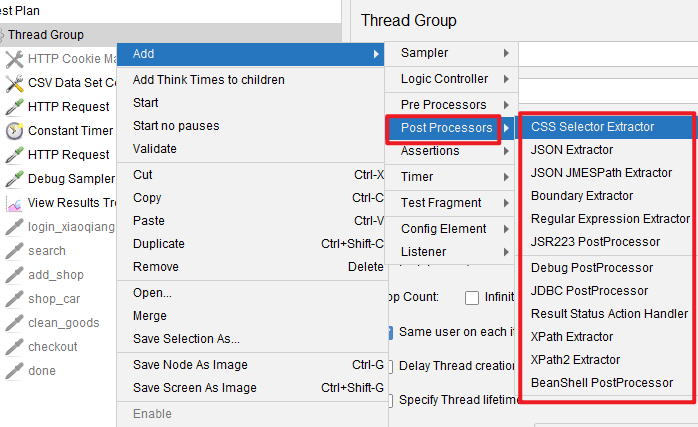 est Plan
Thread Group
HTTP Cookie Ma
CSV Data Set Co
HTTP Request
Constant Timer
HTTP Request
Debug Sampler
View Results Tre
login_xiaoqiang
search
add_shop
shop_car
clean_goods
checkout
done
Add
Add Think Times to children
Start
Start no pauses
Validate
Cut Ctrl-X
Copy Ctrl-C
Paste Ctrl-V
Duplicate Ctrl+Shift-C
Remove Delete
Open...
Merge
Save Selection As...
Save Node As Image Ctrl-G
Save Screen As Image Ctrl+Shift-G
Enable
Sampler
Logic Controller
Pre Processors
Post Processors
Assertions
Timer
Test Fragment
Config Element
Listener
CSS Selector Extractor
JSON Extractor
JSON JMESPath Extractor
Boundary Extractor
Regular Expression Extractor
JSR223 PostProcessor
Debug PostProcessor
JDBC PostProcessor
Result Status Action Handler
XPath Extractor
XPath2 Extractor
BeanShell PostProcessor
Thread Group
op Count: Infinit
Same user on each it
Delay Thread creation
Specify Thread lifetim